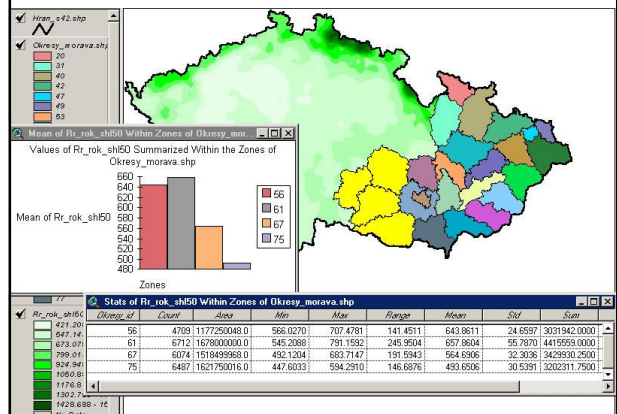 Hran_s42.shp
Okresy_morava.shp
20
31
40
42
47
49
53
Mean of Rr_rok_shl50 Within Zones of Okresy_mor...
Values of Rr_rok_shl50 Summarized Within the Zones of
Okresy_morava.shp
660
640
620
600
580
560
540
520
500
480
Mean of Rr_rok_shl50
56
61
67
75
Zones
77
Stats of Rr_rok_shl50 Within Zones of Okresy_morava.shp
Okresy_id Count Area Min Max Range Mean Std Sum
56 4709 1177250048.0 566.0270 707.4781 141.4511 643.8611 24.6597 3031942.0000
61 6712 1678000000.0 545.2088 791.1592 245.9504 657.8604 55.7870 4415559.0000
67 6074 1518499968.0 492.1204 683.7147 191.5943 564.6906 32.3036 3429930.2500
75 6487 1621750016.0 447.6033 594.2910 146.6876 493.6506 30.5391 3202311.7500
Rr_rok_shl50
421.20
547.14
673.07
799.01
924.94
1050.8
1176.8
1302.7
1428.688 - 15
No Data